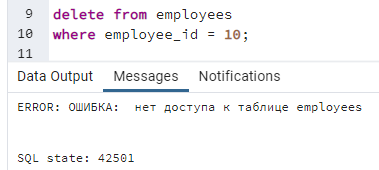 9 delete from employees
10 where employee_id = 10;
11
Data Output Messages Notifications
ERROR: ОШИБКА: нет доступа к таблице employees
SQL state: 42501